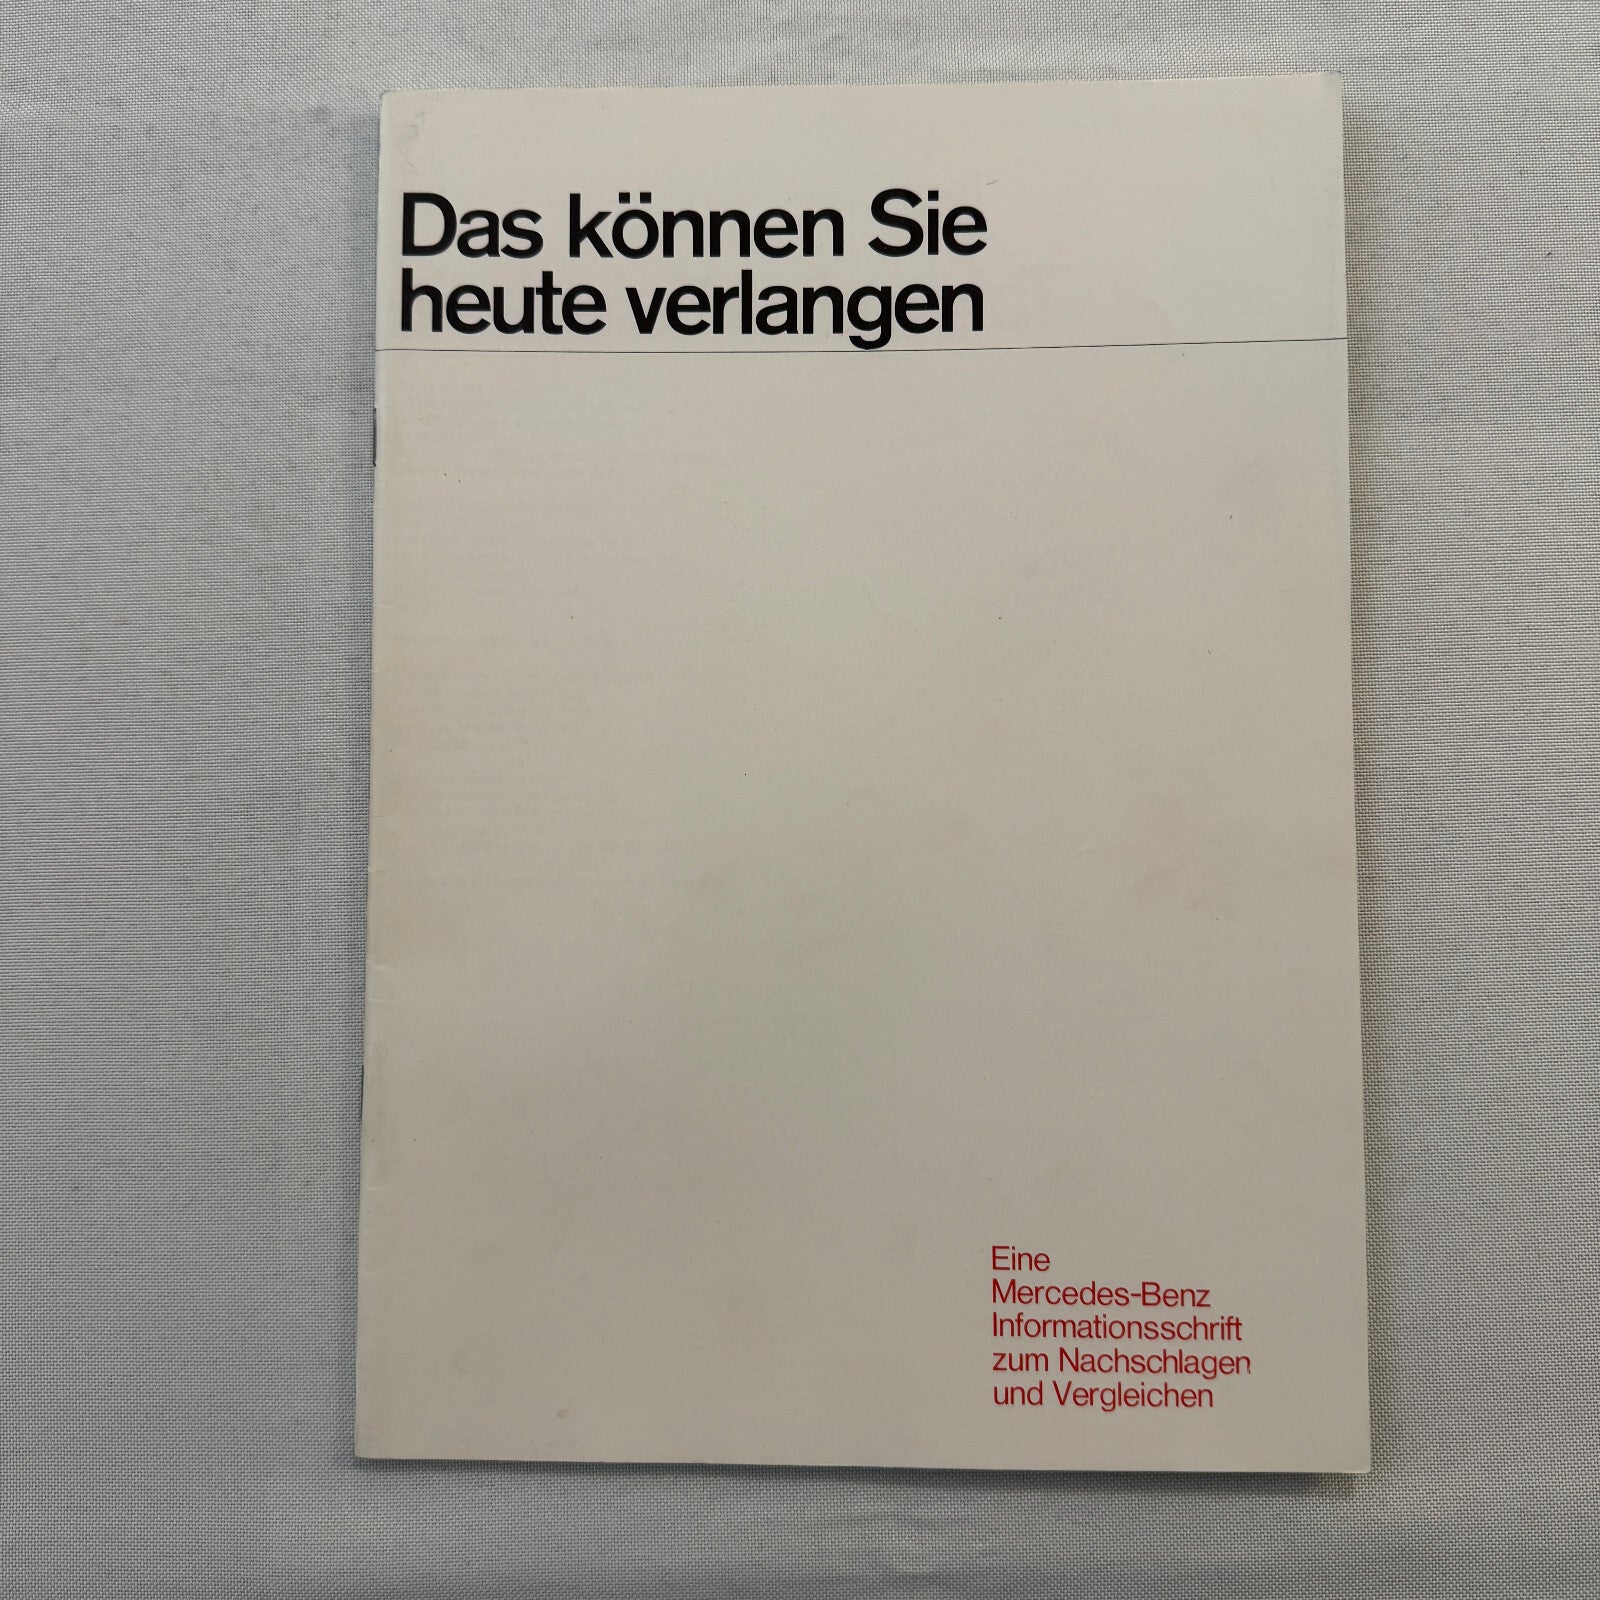 Das können Sie
heute verlangen
Eine
Mercedes-Benz
Informationsschrift
zum Nachschlagen
und Vergleichen